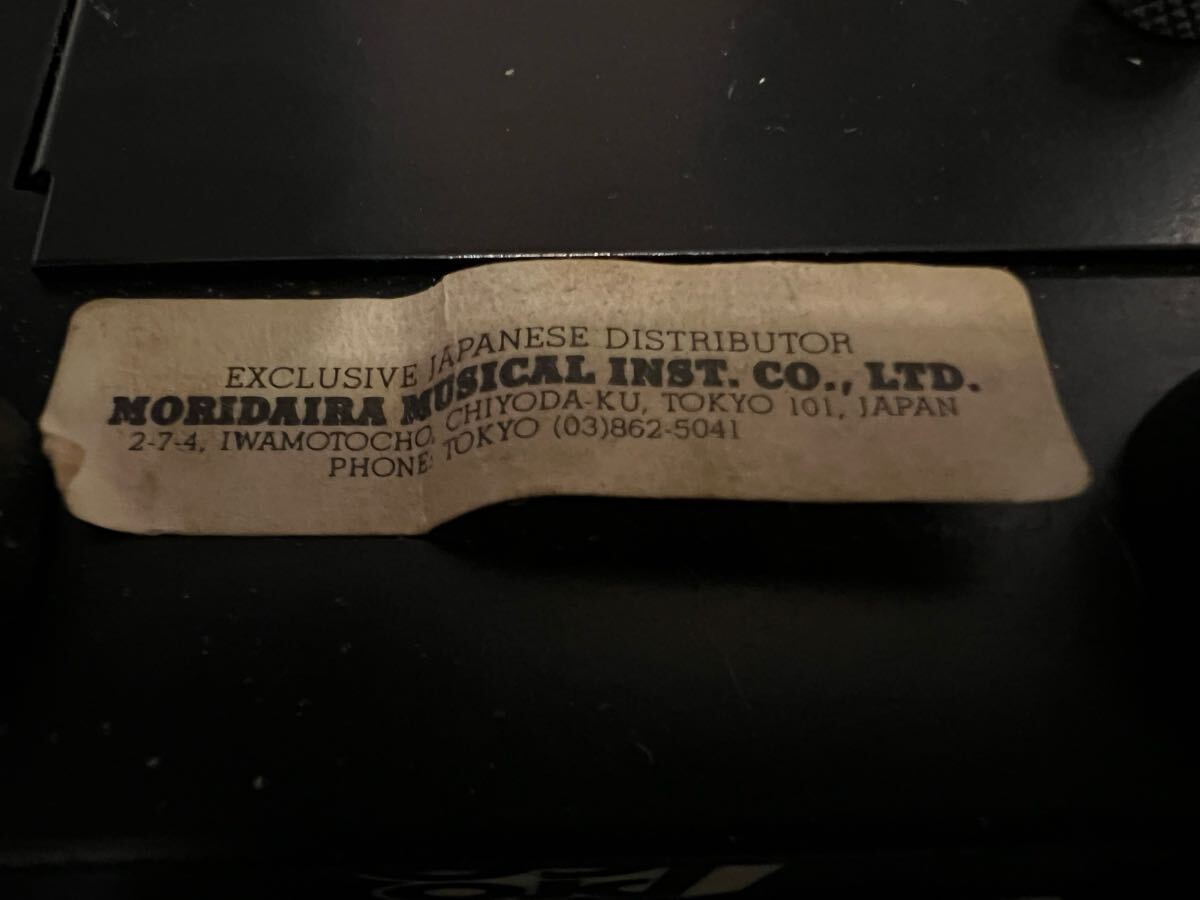 EXCLUSIVE JAPANESE DISTRIBUTOR
MORIDAIRA MUSICAL INST. CO., LTD.
2-7-4, IWAMOTOCHO, CHIYODA-KU, TOKYO 101, JAPAN
PHONE: TOKYO (03)862-5041